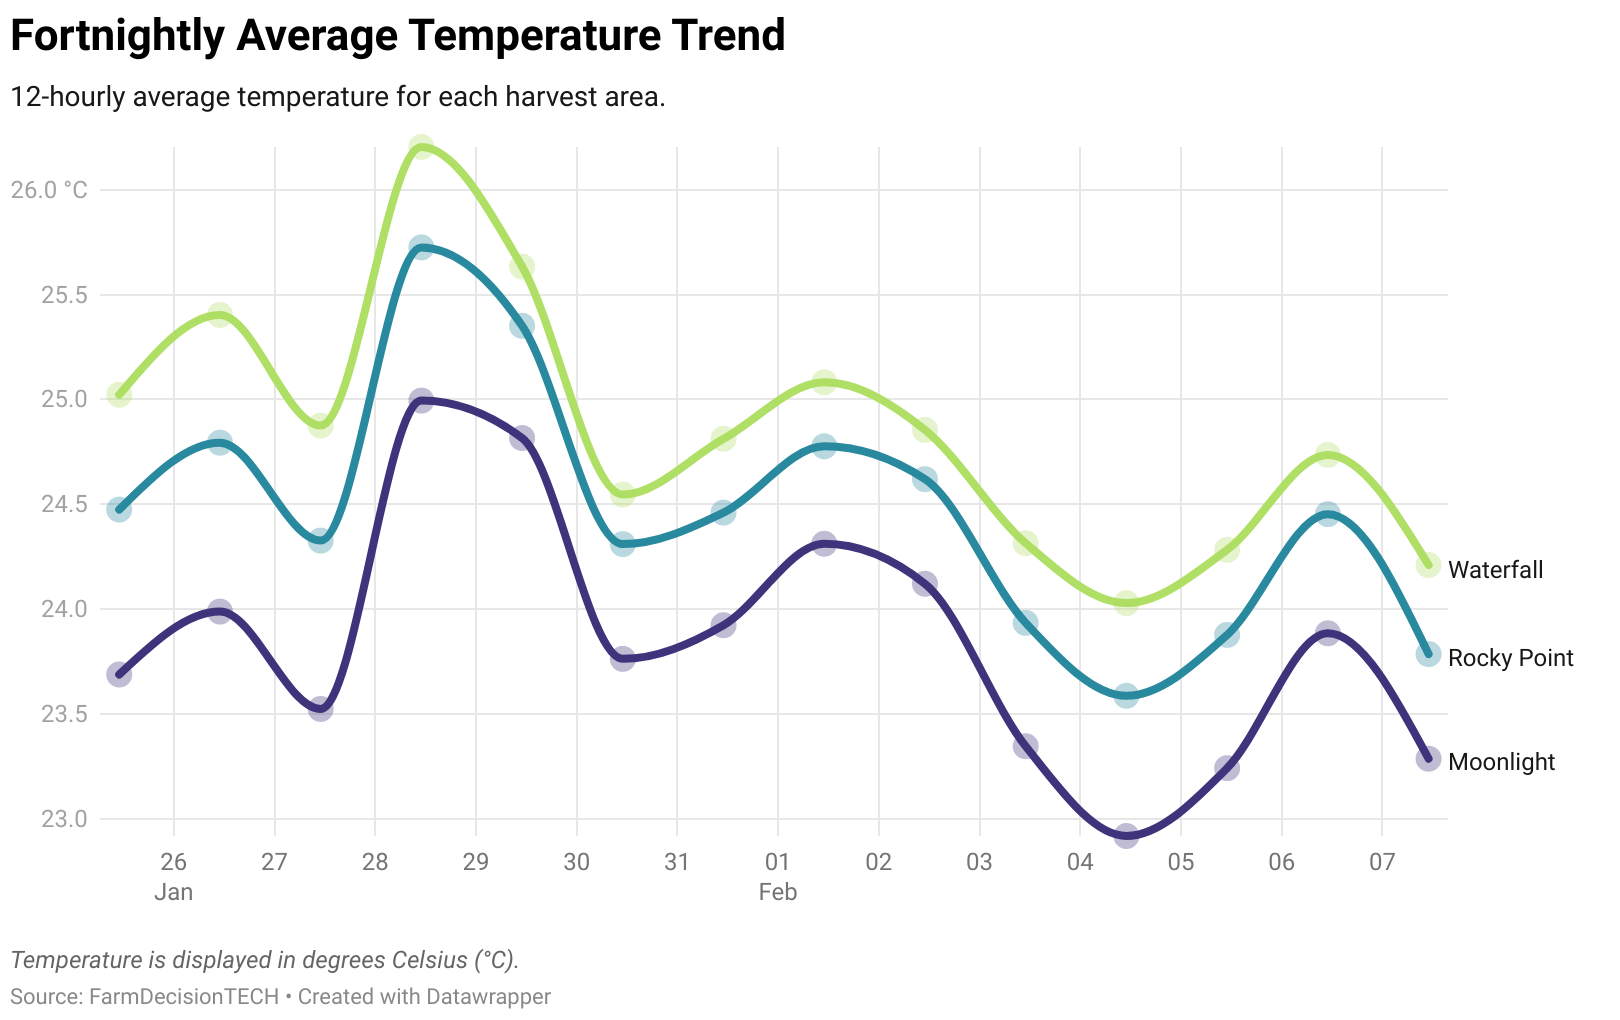 Fortnightly Average Temperature Trend
12-hourly average temperature for each harvest area.
26.0 °C
25.5
25.0
24.5
24.0
23.5
23.0
Waterfall
Rocky Point
Moonlight
26 27 28 29 30 31 01 02 03 04 05 06 07
Jan Feb
Temperature is displayed in degrees Celsius (°C).
Source: FarmDecisionTECH • Created with Datawrapper